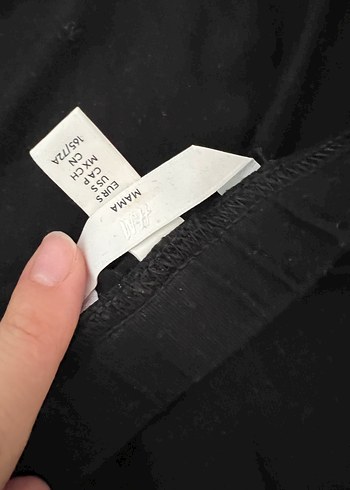 H&M
MAMA
EUR S
US S
CA P
MX CH
CN
165/72A